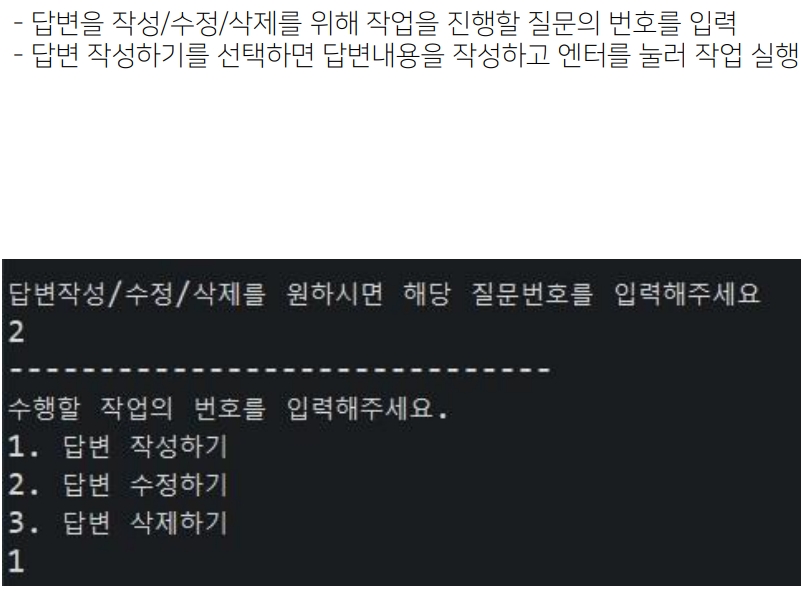 - 답변을 작성/수정/삭제를 위해 작업을 진행할 질문의 번호를 입력
- 답변 작성하기를 선택하면 답변내용을 작성하고 엔터를 눌러 작업 실행
답변작성/수정/삭제를 원하시면 해당 질문번호를 입력해주세요
2
------------------------------
수행할 작업의 번호를 입력해주세요.
1. 답변 작성하기
2. 답변 수정하기
3. 답변 삭제하기
1